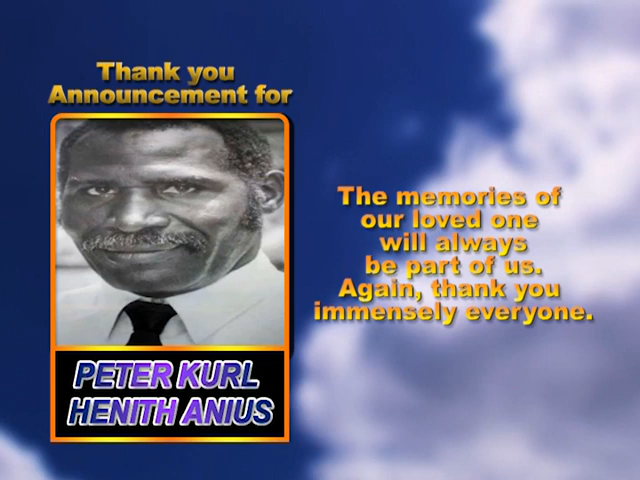 Thank you
Announcement for
PETER KURL
HENITH ANIUS
The memories of
our loved one
will always
be part of us.
Again, thank you
immensely everyone.